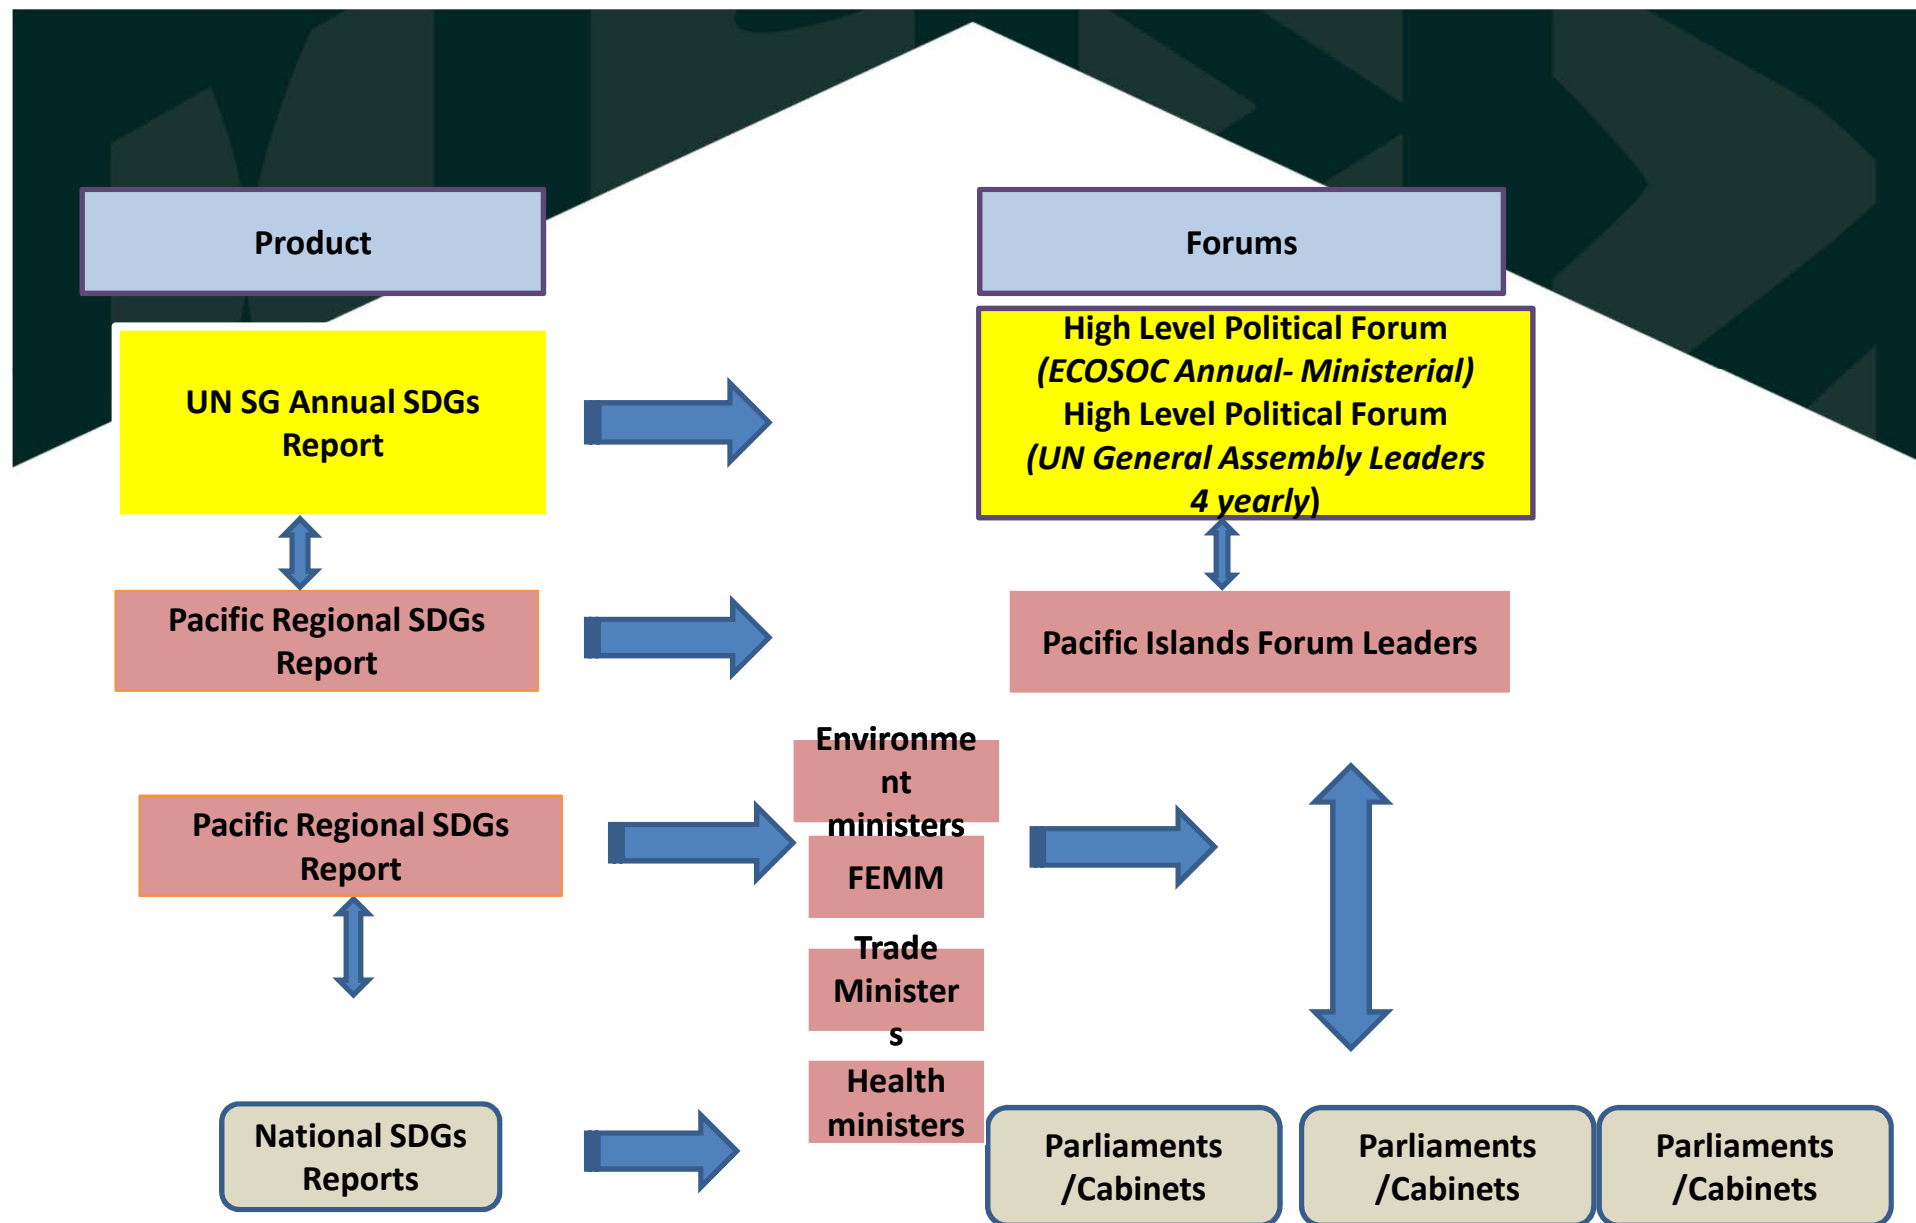 Product
Forums
UN SG Annual SDGs
Report
High Level Political Forum
(ECOSOC Annual- Ministerial)
High Level Political Forum
(UN General Assembly Leaders
4 yearly)
Pacific Regional SDGs
Report
Pacific Islands Forum Leaders
Pacific Regional SDGs
Report
Environme
nt
ministers
FEMM
Trade
Minister
s
Health
ministers
National SDGs
Reports
Parliaments
/Cabinets
Parliaments
/Cabinets
Parliaments
/Cabinets